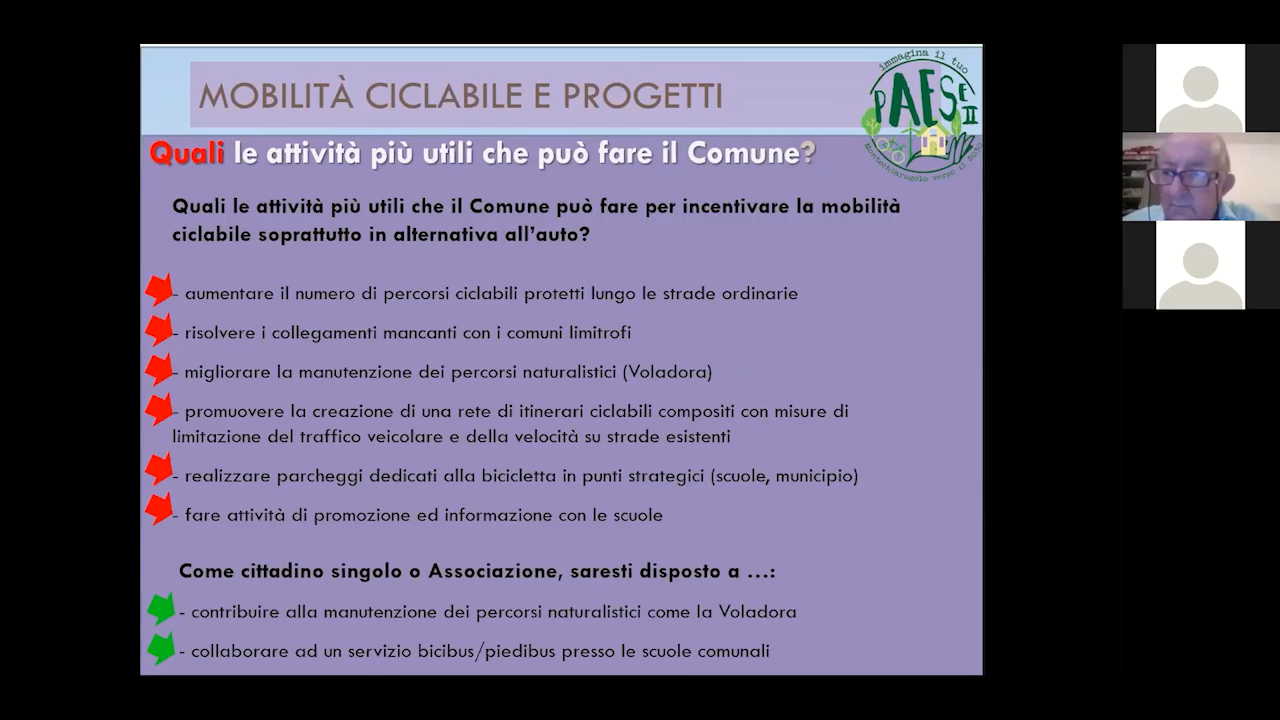 MOBILITÀ CICLABILE E PROGETTI
immagina il tuo
PAESE II
Montechiarugolo verso il 2030
Quali le attività più utili che può fare il Comune?
Quali le attività più utili che il Comune può fare per incentivare la mobilità
ciclabile soprattutto in alternativa all'auto?
- aumentare il numero di percorsi ciclabili protetti lungo le strade ordinarie
- risolvere i collegamenti mancanti con i comuni limitrofi
- migliorare la manutenzione dei percorsi naturalistici (Voladora)
- promuovere la creazione di una rete di itinerari ciclabili compositi con misure di
limitazione del traffico veicolare e della velocità su strade esistenti
- realizzare parcheggi dedicati alla bicicletta in punti strategici (scuole, municipio)
- fare attività di promozione ed informazione con le scuole
Come cittadino singolo o Associazione, saresti disposto a ...:
- contribuire alla manutenzione dei percorsi naturalistici come la Voladora
- collaborare ad un servizio bicibus/piedibus presso le scuole comunali